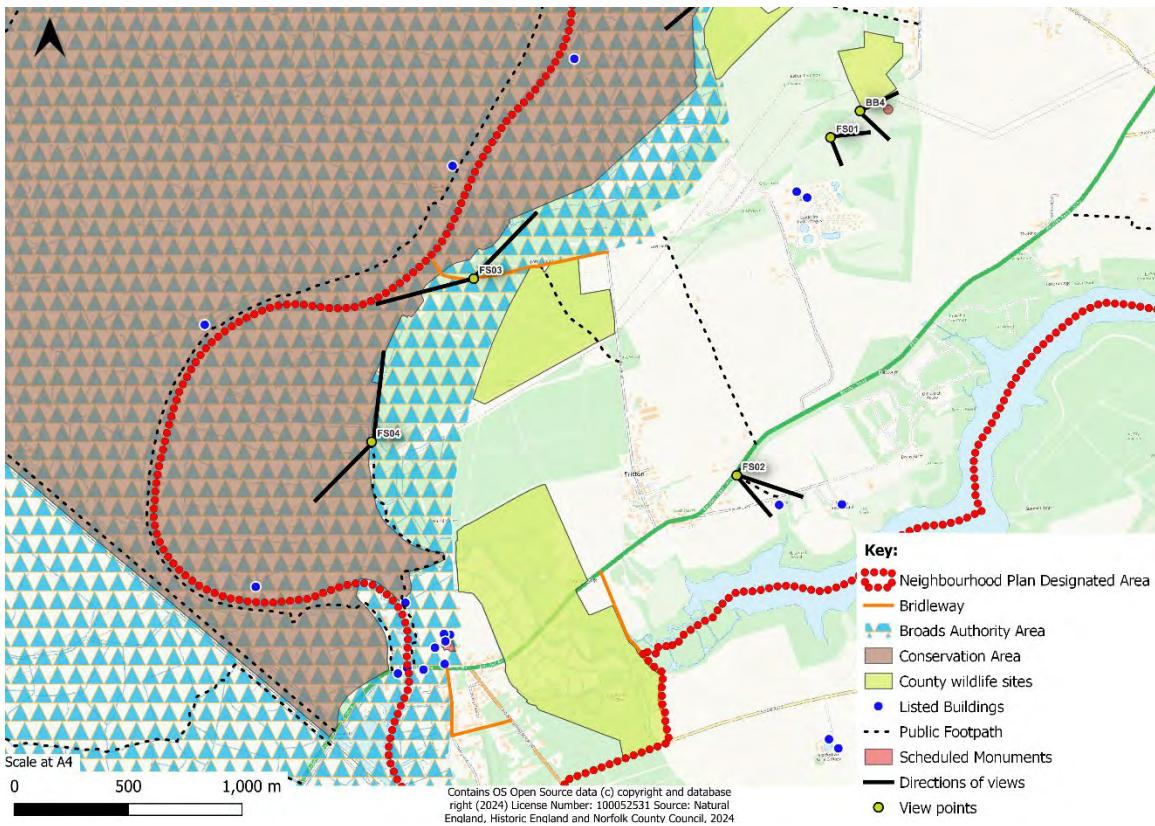 BB4
FS01
FS03
FS04
Fritton
FS02
Key:
Neighbourhood Plan Designated Area
Bridleway
Broads Authority Area
Conservation Area
County wildlife sites
Listed Buildings
Public Footpath
Scheduled Monuments
Directions of views
View points
Scale at A4
0 500 1,000 m
Contains OS Open Source data (c) copyright and database
right (2024) License Number: 100052531 Source: Natural
England, Historic England and Norfolk County Council, 2024